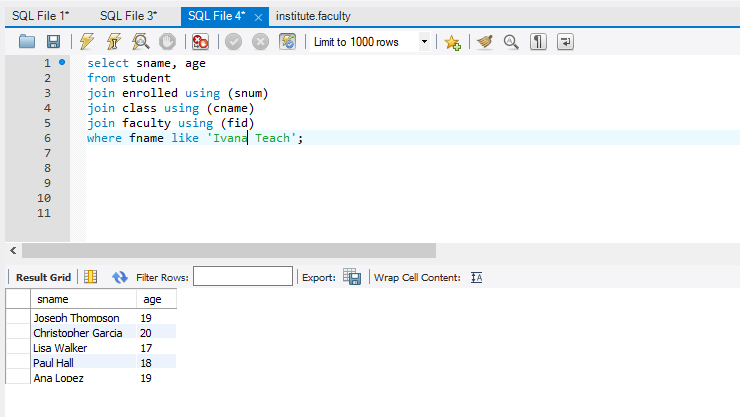 SQL File 1* SQL File 3* SQL File 4* × institute.faculty
Limit to 1000 rows
1 select sname, age
2 from student
3 join enrolled using (snum)
4 join class using (cname)
5 join faculty using (fid)
6 where fname like 'Ivana Teach';
7
8
9
10
11
Result Grid Filter Rows: Export: Wrap Cell Content: IA
sname age
Joseph Thompson 19
Christopher Garcia 20
Lisa Walker 17
Paul Hall 18
Ana Lopez 19